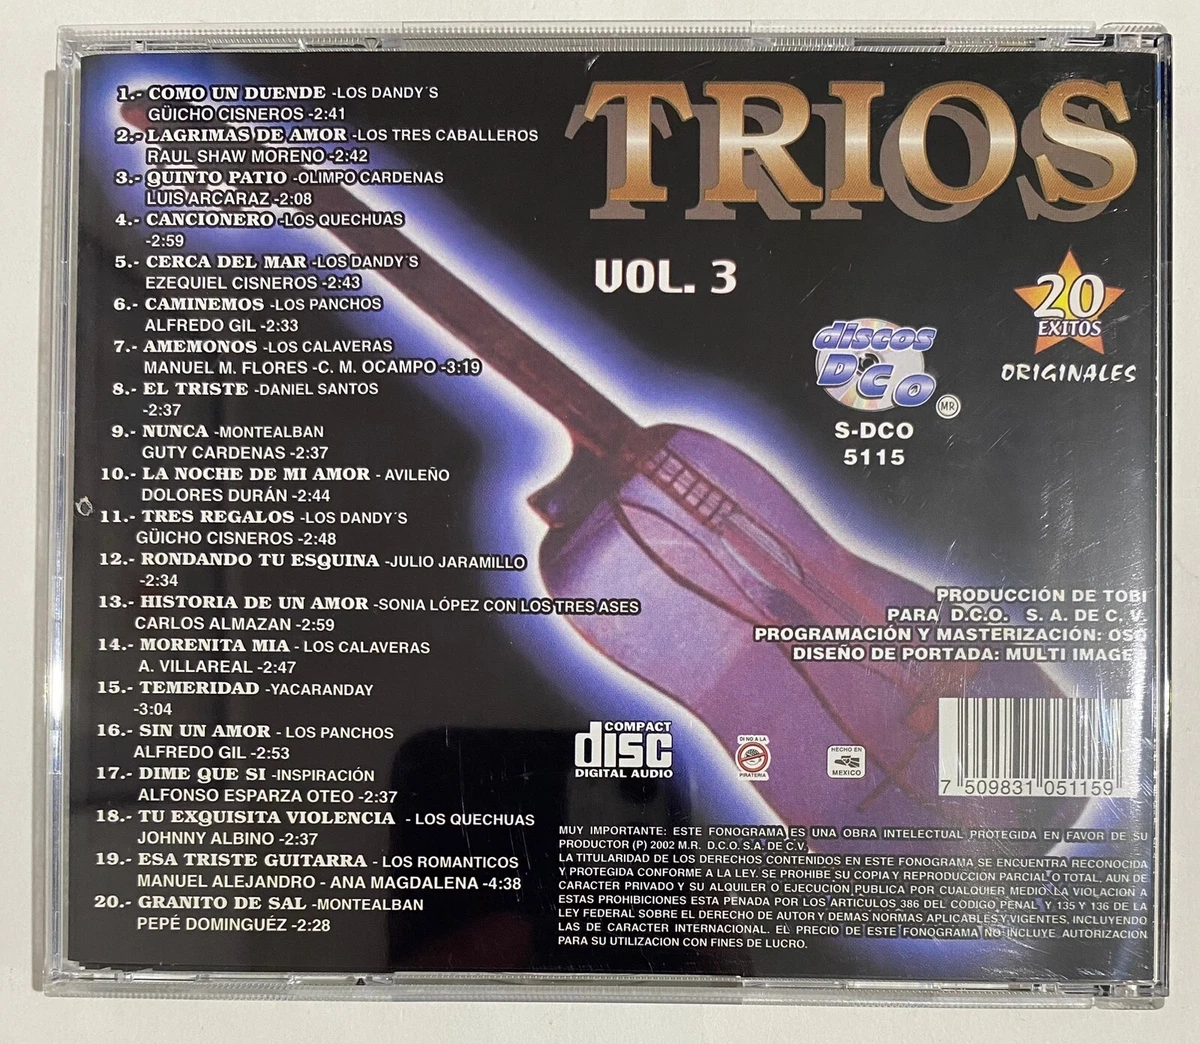 1.- COMO UN DUENDE -LOS DANDY´S
GÜICHO CISNEROS -2:41
2.- LAGRIMAS DE AMOR -LOS TRES CABALLEROS
RAUL SHAW MORENO -2:42
3.- QUINTO PATIO -OLIMPO CARDENAS
LUIS ARCARAZ -2:08
4.- CANCIONERO -LOS QUECHUAS
-2:59
5.- CERCA DEL MAR -LOS DANDY´S
EZEQUIEL CISNEROS -2:43
6.- CAMINEMOS -LOS PANCHOS
ALFREDO GIL -2:33
7.- AMEMONOS -LOS CALAVERAS
MANUEL M. FLORES -C. M. OCAMPO -3:19
8.- EL TRISTE -DANIEL SANTOS
-2:37
9.- NUNCA -MONTEALBAN
GUTY CARDENAS -2:37
10.- LA NOCHE DE MI AMOR - AVILEÑO
DOLORES DURÁN -2:44
11.- TRES REGALOS -LOS DANDY´S
GÜICHO CISNEROS -2:48
12.- RONDANDO TU ESQUINA -JULIO JARAMILLO
-2:34
13.- HISTORIA DE UN AMOR -SONIA LÓPEZ CON LOS TRES ASES
CARLOS ALMAZAN -2:59
14.- MORENITA MIA - LOS CALAVERAS
A. VILLAREAL -2:47
15.- TEMERIDAD -YACARANDAY
-3:04
16.- SIN UN AMOR - LOS PANCHOS
ALFREDO GIL -2:53
17.- DIME QUE SI -INSPIRACIÓN
ALFONSO ESPARZA OTEO -2:37
18.- TU EXQUISITA VIOLENCIA - LOS QUECHUAS
JOHNNY ALBINO -2:37
19.- ESA TRISTE GUITARRA - LOS ROMANTICOS
MANUEL ALEJANDRO - ANA MAGDALENA -4:38
20.- GRANITO DE SAL -MONTEALBAN
PEPÉ DOMINGUÉZ -2:28
TRIOS
VOL. 3
20
EXITOS
ORIGINALES
discos
DCO
MR
S-DCO
5115
PRODUCCIÓN DE TOBI
PARA D.C.O. S. A. DE C. V.
PROGRAMACIÓN Y MASTERIZACIÓN: OSO
DISEÑO DE PORTADA: MULTI IMAGEN
COMPACT
disc
DIGITAL AUDIO
DI NO A LA
PIRATERIA
HECHO EN
MEXICO
7 509831 051159
MUY IMPORTANTE: ESTE FONOGRAMA ES UNA OBRA INTELECTUAL PROTEGIDA EN FAVOR DE SU
PRODUCTOR (P) 2002 M.R. D.C.O. S.A. DE C.V.
LA TITULARIDAD DE LOS DERECHOS CONTENIDOS EN ESTE FONOGRAMA SE ENCUENTRA RECONOCIDA
Y PROTEGIDA CONFORME A LA LEY. SE PROHIBE SU COPIA Y REPRODUCCION PARCIAL O TOTAL, AUN DE
CARACTER PRIVADO Y SU ALQUILER O EJECUCION PUBLICA POR CUALQUIER MEDIO. LA VIOLACION A
ESTAS PROHIBICIONES ESTA PENADA POR LOS ARTICULOS 386 DEL CODIGO PENAL Y 135 Y 136 DE LA
LEY FEDERAL SOBRE EL DERECHO DE AUTOR Y DEMAS NORMAS APLICABLES Y VIGENTES, INCLUYENDO
LAS DE CARACTER INTERNACIONAL. EL PRECIO DE ESTE FONOGRAMA NO INCLUYE AUTORIZACION
PARA SU UTILIZACION CON FINES DE LUCRO.